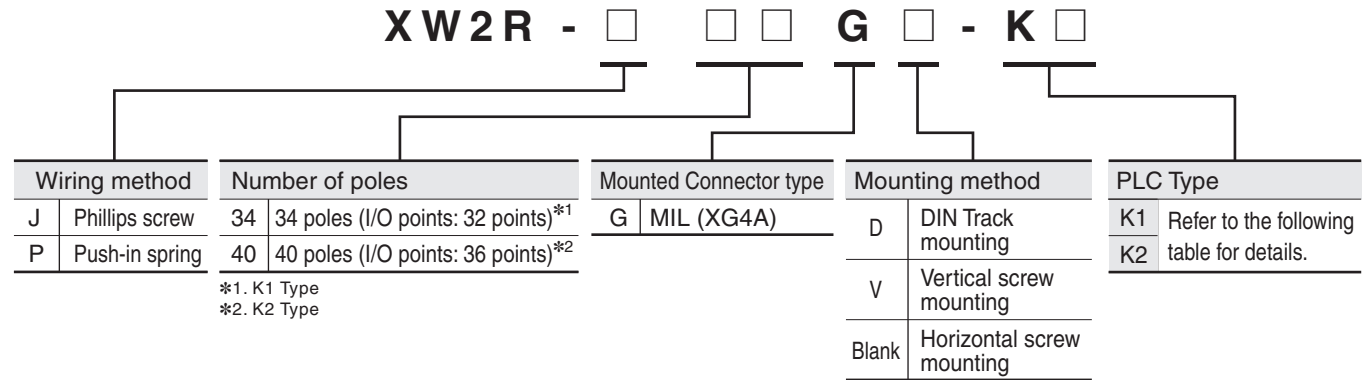 XW2R - □ □□ G □ - K □
Wiring method
J Phillips screw
P Push-in spring
Number of poles
34 34 poles (I/O points: 32 points)*1
40 40 poles (I/O points: 36 points)*2
*1. K1 Type
*2. K2 Type
Mounted Connector type
G MIL (XG4A)
Mounting method
D DIN Track
mounting
V Vertical screw
mounting
Blank Horizontal screw
mounting
PLC Type
K1 Refer to the following
K2 table for details.